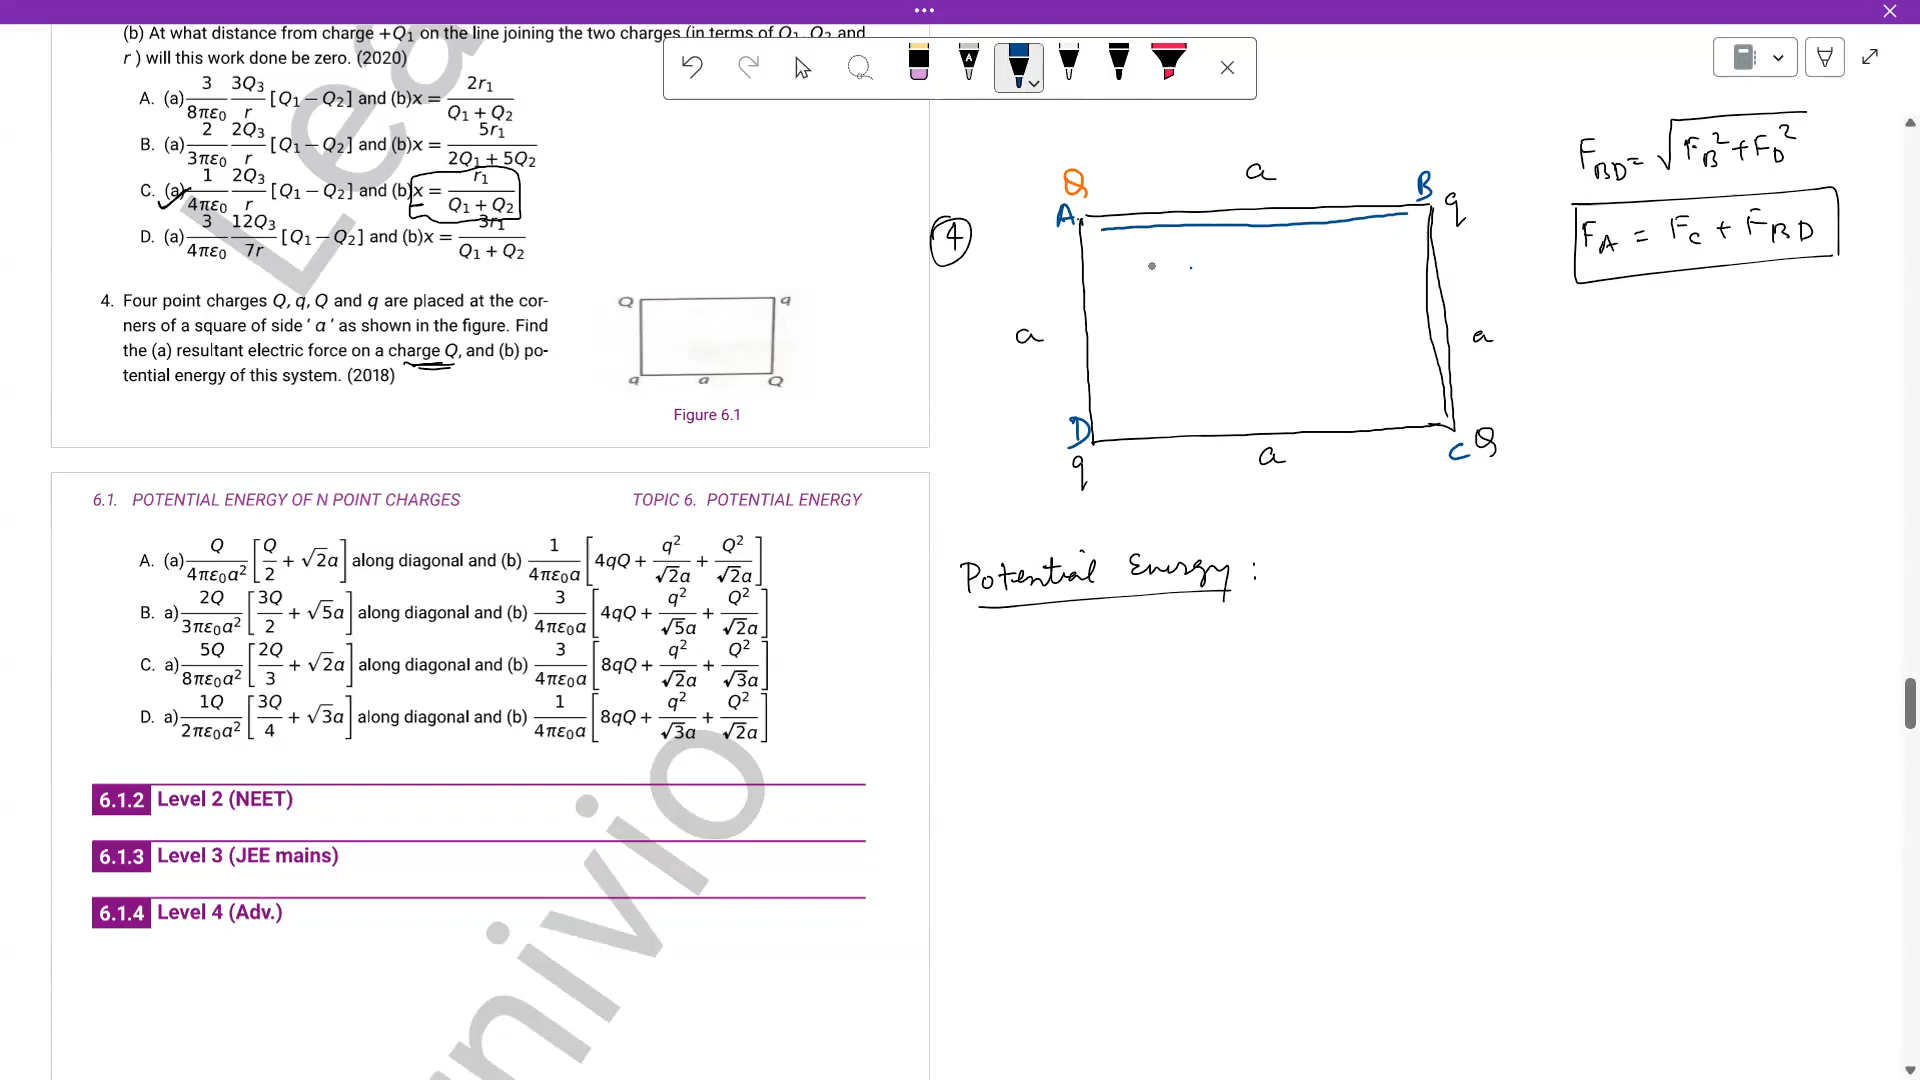 (b) At what distance from charge +Q₁ on the line joining the two charges (in terms of Q₁, Q₂ and
r ) will this work done be zero. (2020)
A. (a) 3/8πε₀ 3Q₃/r [Q₁ − Q₂] and (b)x = 2r₁/Q₁ + Q₂
B. (a) 2/3πε₀ 2Q₃/r [Q₁ − Q₂] and (b)x = 5r₁/2Q₁ + 5Q₂
C. (a) 1/4πε₀ 2Q₃/r [Q₁ − Q₂] and (b)x = r₁/Q₁ + Q₂
D. (a) 3/4πε₀ 12Q₃/7r [Q₁ − Q₂] and (b)x = 3r₁/Q₁ + Q₂
4. Four point charges Q, q, Q and q are placed at the cor-
ners of a square of side ' a ' as shown in the figure. Find
the (a) resultant electric force on a charge Q, and (b) po-
tential energy of this system. (2018)
Q q
q a Q
Figure 6.1
6.1. POTENTIAL ENERGY OF N POINT CHARGES TOPIC 6. POTENTIAL ENERGY
A. (a) Q/4πε₀a² [Q/2 + √2a] along diagonal and (b) 1/4πε₀a [4qQ + q²/√2a + Q²/√2a]
B. a) 2Q/3πε₀a² [3Q/2 + √5a] along diagonal and (b) 3/4πε₀a [4qQ + q²/√5a + Q²/√2a]
C. a) 5Q/8πε₀a² [2Q/3 + √2a] along diagonal and (b) 3/4πε₀a [8qQ + q²/√2a + Q²/√3a]
D. a) 1Q/2πε₀a² [3Q/4 + √3a] along diagonal and (b) 1/4πε₀a [8qQ + q²/√3a + Q²/√2a]
6.1.2 Level 2 (NEET)
6.1.3 Level 3 (JEE mains)
6.1.4 Level 4 (Adv.)
4
Q a B q
A
a a
D C Q
q a
F_BD = √F_B² + F_D²
F_A = F_C + F_BD
Potential Energy :